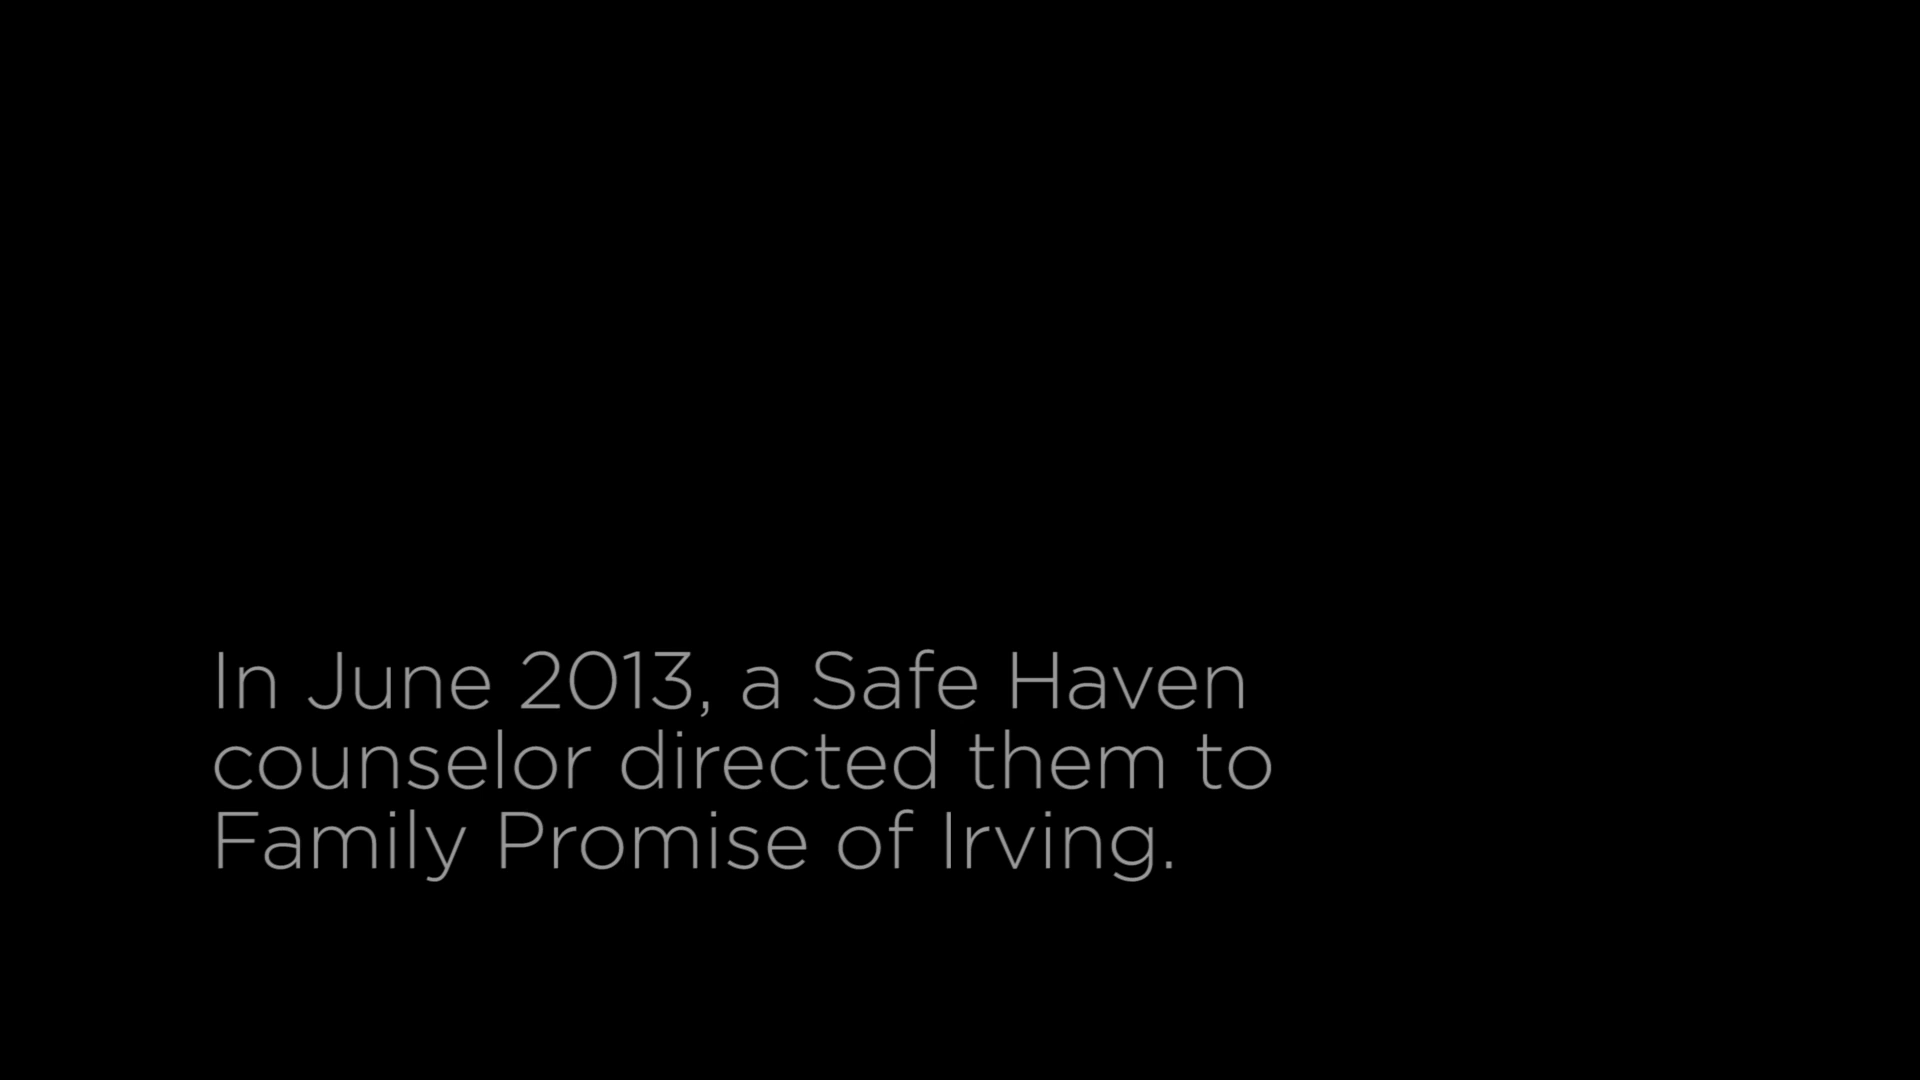 In June 2013, a Safe Haven
counselor directed them to
Family Promise of Irving.